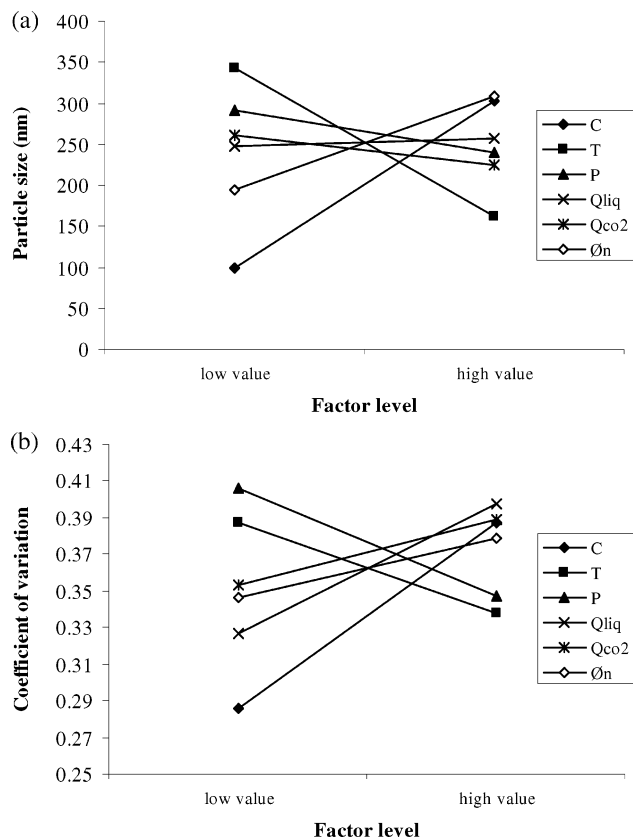 (a)
400
350
300
250
200
150
100
50
0
Particle size (nm)
low value
high value
Factor level
C
T
P
Qliq
Qco2
Øn
(b)
0.43
0.41
0.39
0.37
0.35
0.33
0.31
0.29
0.27
0.25
Coefficient of variation
low value
high value
Factor level
C
T
P
Qliq
Qco2
Øn